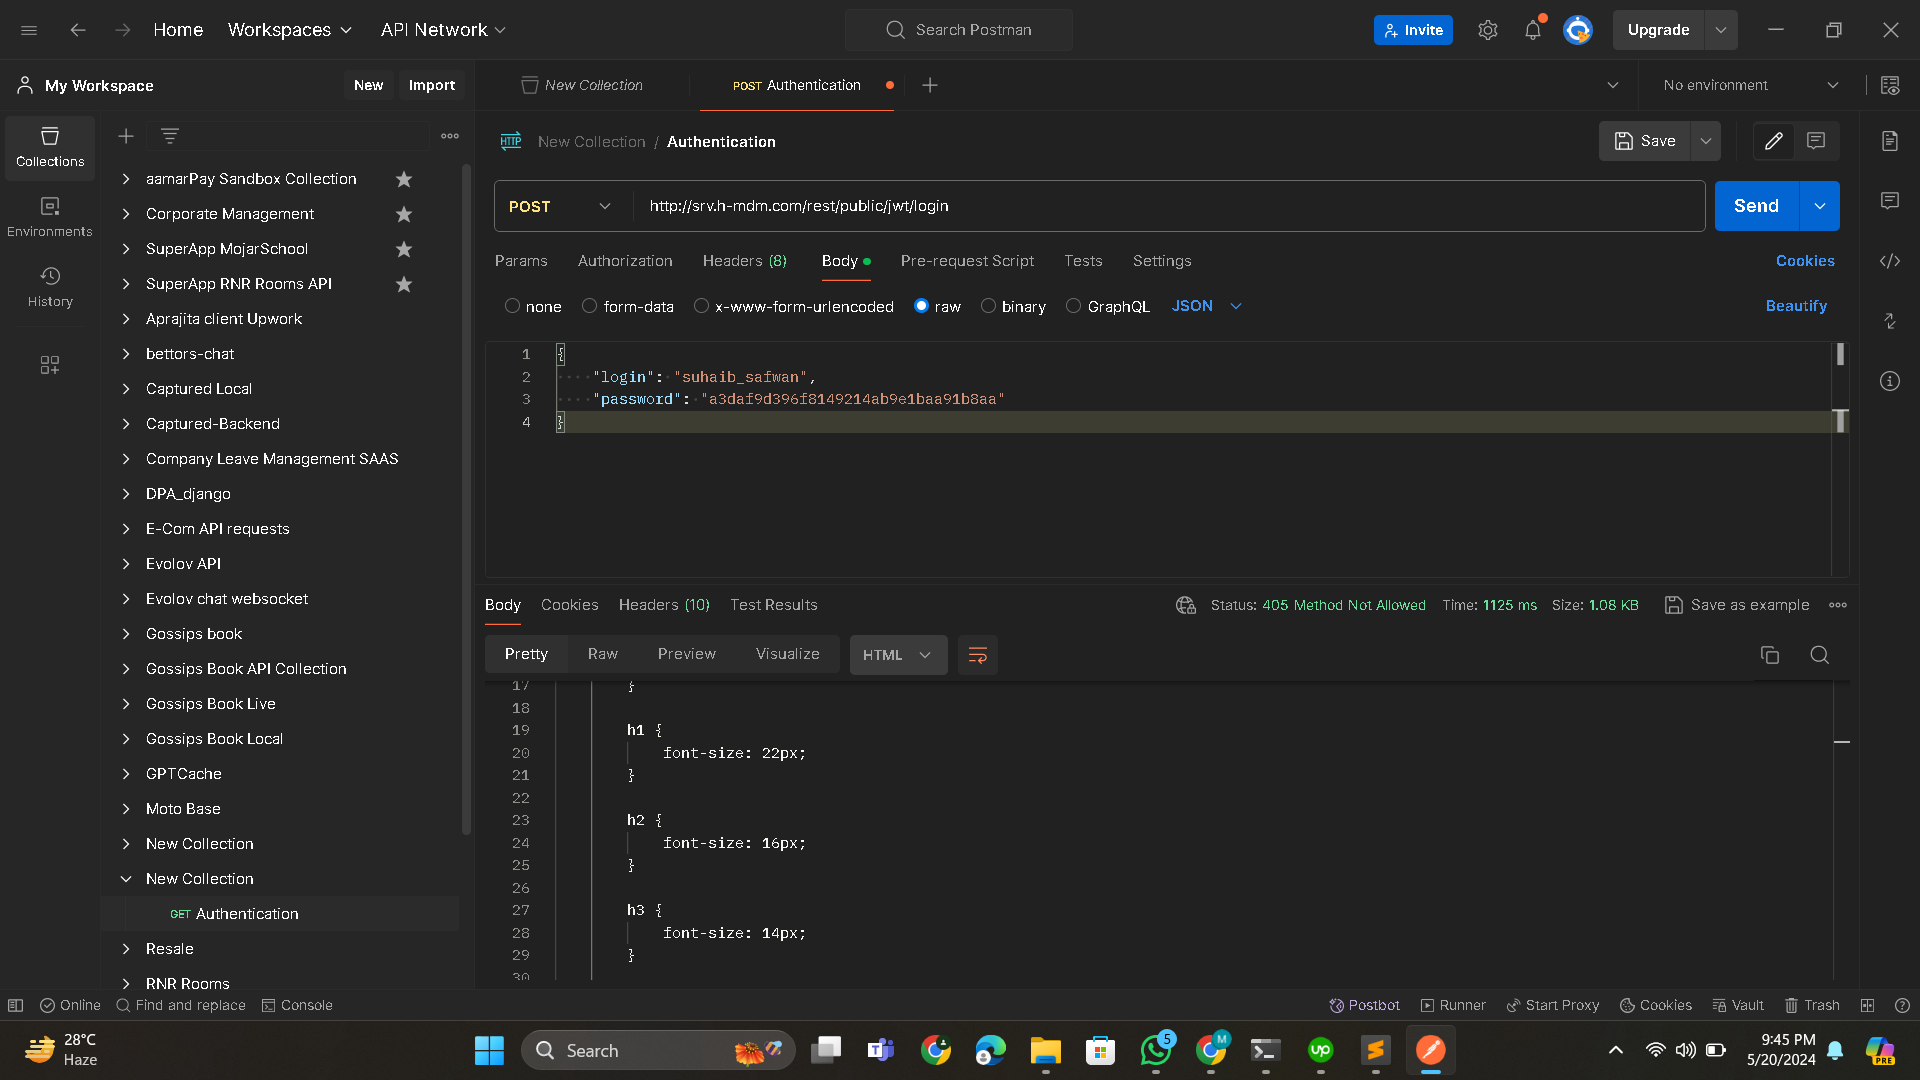 Home
Workspaces
API Network
Search Postman
Invite
Upgrade
My Workspace
New
Import
New Collection
POST Authentication
No environment
Collections
Environments
History
aamarPay Sandbox Collection
Corporate Management
SuperApp MojarSchool
SuperApp RNR Rooms API
Aprajita client Upwork
bettors-chat
Captured Local
Captured-Backend
Company Leave Management SAAS
DPA_django
E-Com API requests
Evolov API
Evolov chat websocket
Gossips book
Gossips Book API Collection
Gossips Book Live
Gossips Book Local
GPTCache
Moto Base
New Collection
New Collection
GET Authentication
Resale
RNR Rooms
HTTP New Collection / Authentication
Save
POST
http://srv.h-mdm.com/rest/public/jwt/login
Send
Params Authorization Headers (8) Body Pre-request Script Tests Settings
Cookies
none form-data x-www-form-urlencoded raw binary GraphQL JSON
Beautify
1 {
2 "login": "suhaib_safwan",
3 "password": "a3daf9d396f8149214ab9e1baa91b8aa"
4 }
Body Cookies Headers (10) Test Results
Status: 405 Method Not Allowed Time: 1125 ms Size: 1.08 KB Save as example
Pretty Raw Preview Visualize HTML
17 }
18
19 h1 {
20 font-size: 22px;
21 }
22
23 h2 {
24 font-size: 16px;
25 }
26
27 h3 {
28 font-size: 14px;
29 }
30
Online Find and replace Console
Postbot Runner Start Proxy Cookies Vault Trash
28°C
Haze
Search
5
M
up
9:45 PM
5/20/2024
PRE